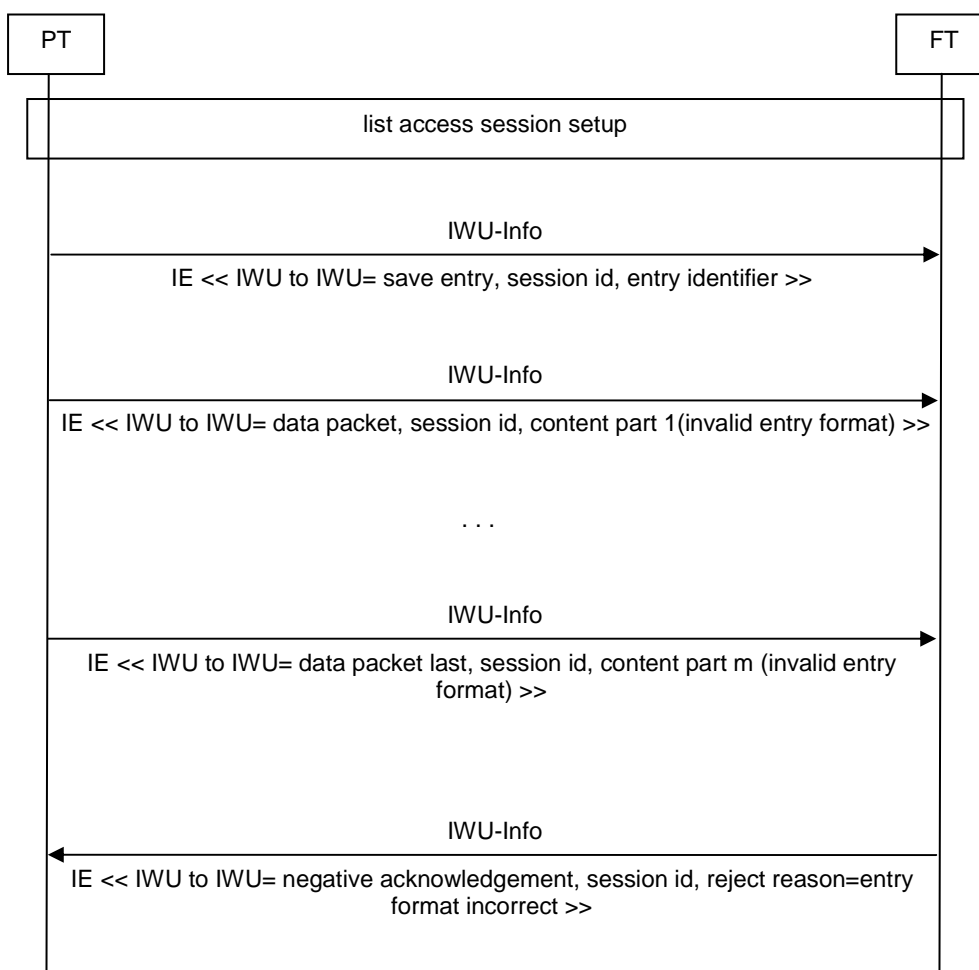 PT
FT
list access session setup
IWU-Info
IE << IWU to IWU= save entry, session id, entry identifier >>
IWU-Info
IE << IWU to IWU= data packet, session id, content part 1(invalid entry format) >>
. . .
IWU-Info
IE << IWU to IWU= data packet last, session id, content part m (invalid entry
format) >>
IWU-Info
IE << IWU to IWU= negative acknowledgement, session id, reject reason=entry
format incorrect >>